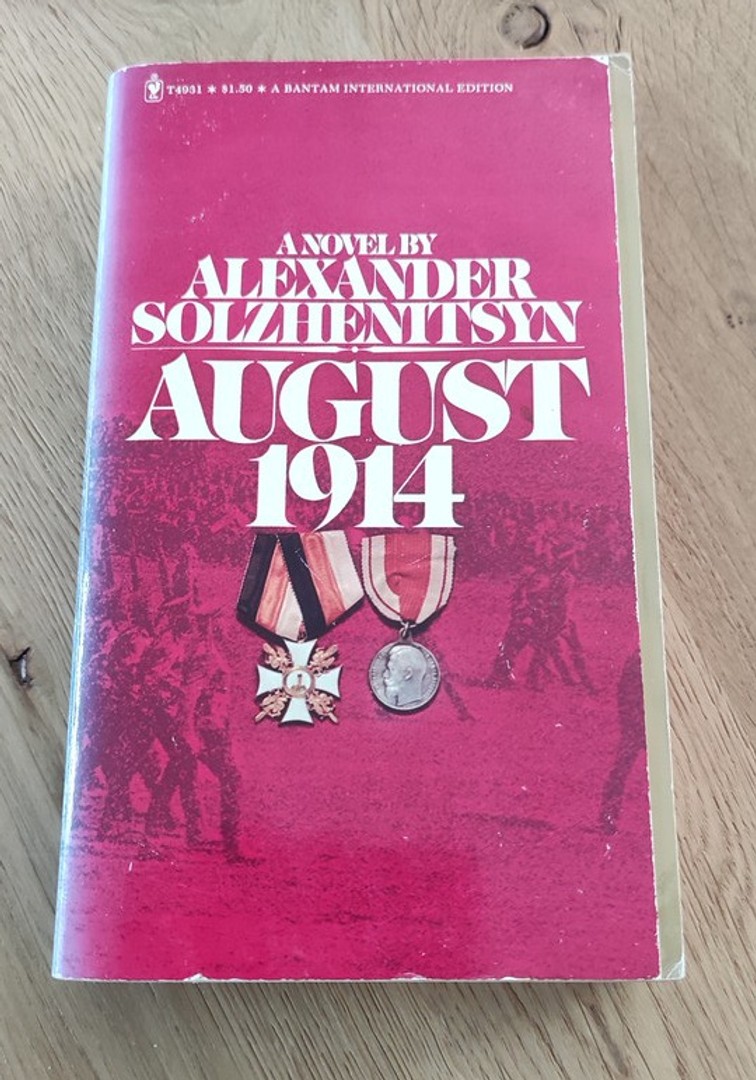 T4931 * $1.50 * A BANTAM INTERNATIONAL EDITION
A NOVEL BY
ALEXANDER
SOLZHENITSYN
AUGUST
1914